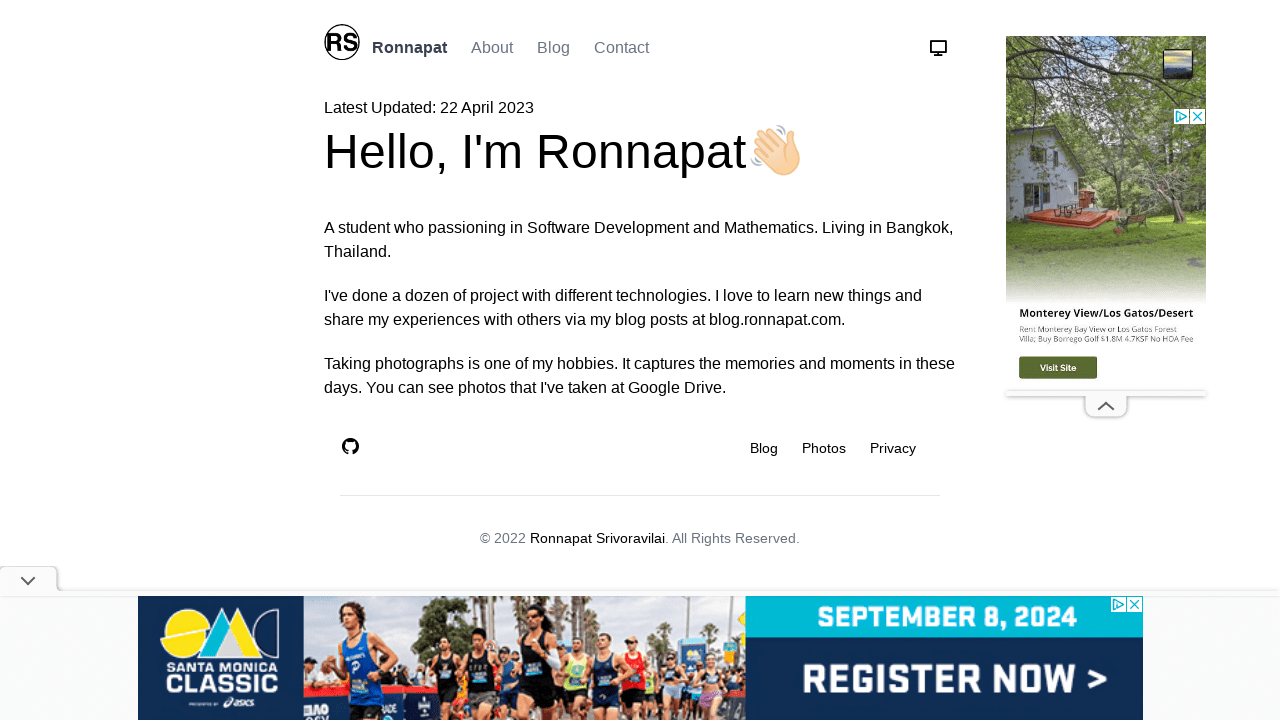 RS Ronnapat About Blog Contact
Latest Updated: 22 April 2023
Hello, I'm Ronnapat
A student who passioning in Software Development and Mathematics. Living in Bangkok,
Thailand.
I've done a dozen of project with different technologies. I love to learn new things and
share my experiences with others via my blog posts at blog.ronnapat.com.
Taking photographs is one of my hobbies. It captures the memories and moments in these
days. You can see photos that I've taken at Google Drive.
Blog Photos Privacy
© 2022 Ronnapat Srivoravilai. All Rights Reserved.
Monterey View/Los Gatos/Desert
Rent Monterey Bay View or Los Gatos Forest
Villa; Buy Borrego Golf $1.8M 4.7KSF No HOA Fee
Visit Site
SANTA MONICA
CLASSIC
PRESENTED BY asics
SEPTEMBER 8, 2024
REGISTER NOW >